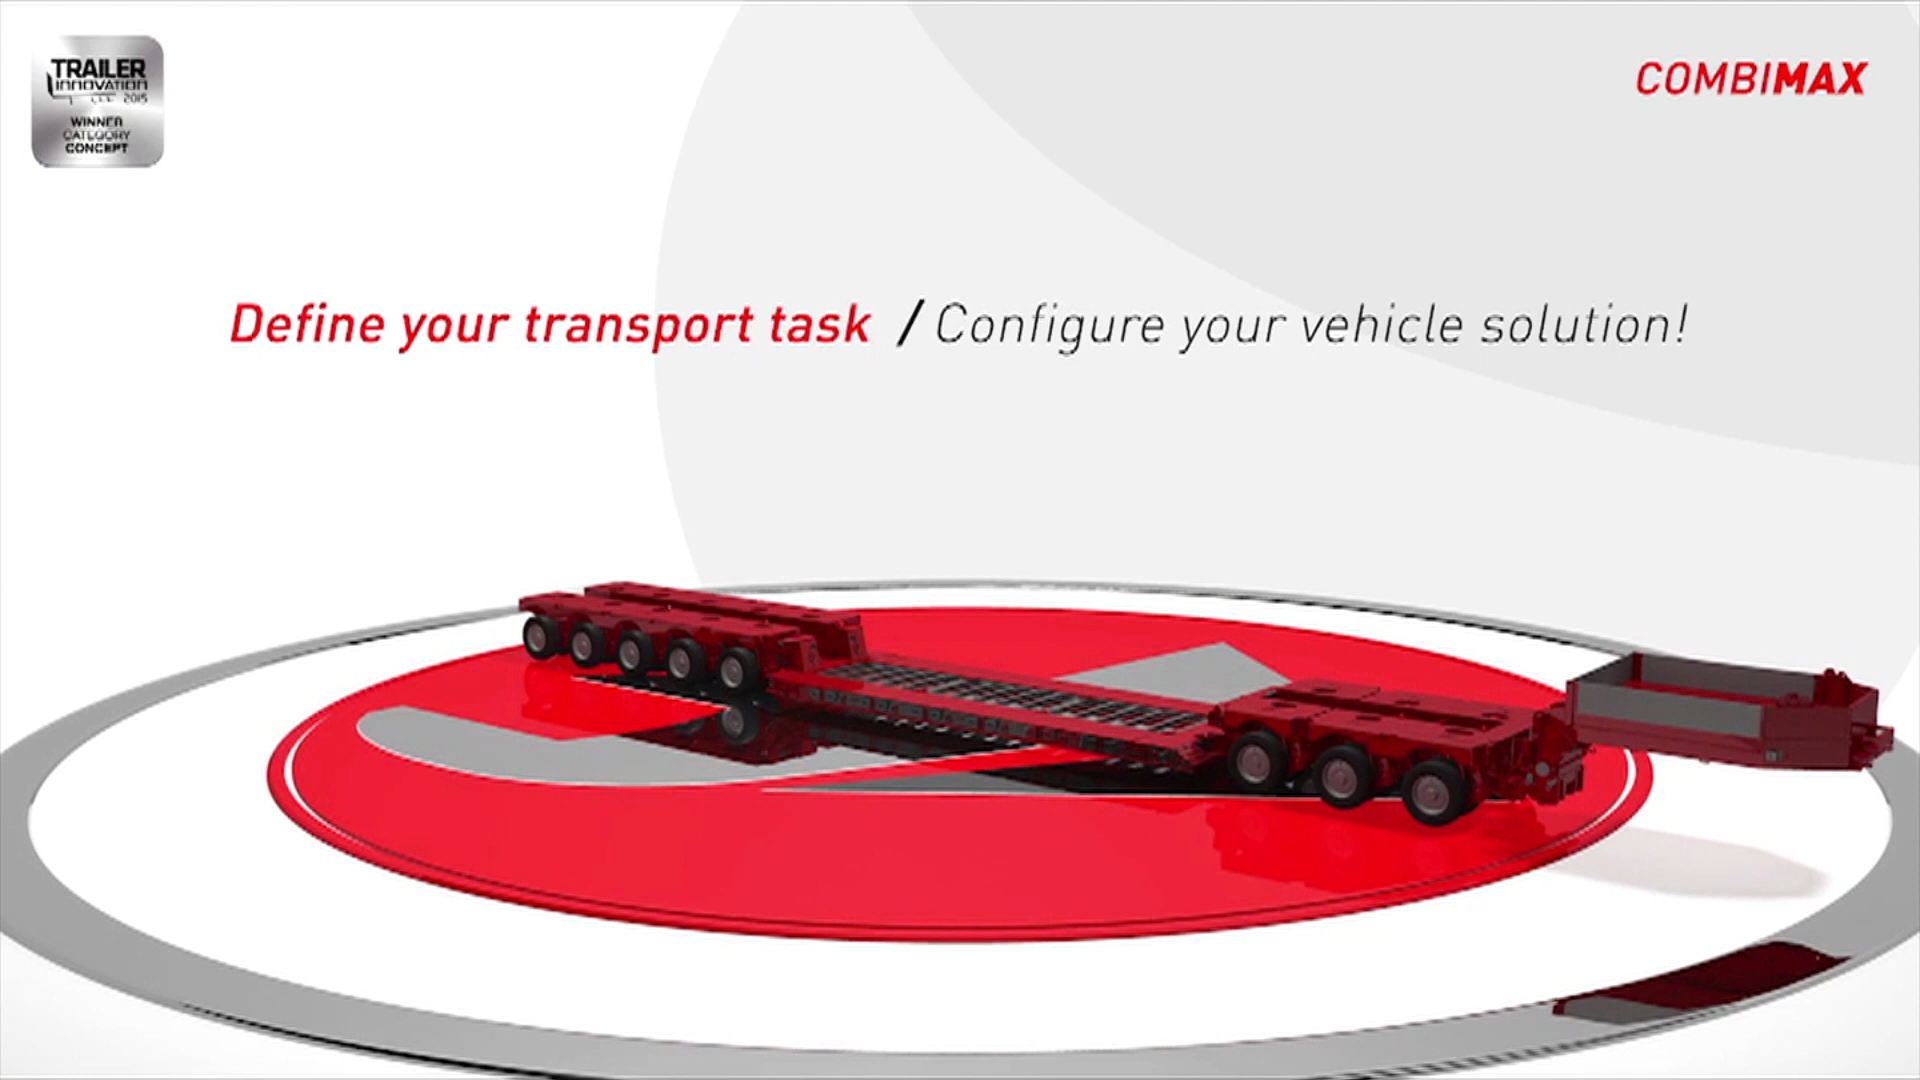 TRAILER
INNOVATION
2015
WINNER
CATEGORY
CONCEPT
COMBIMAX
Define your transport task / Configure your vehicle solution!